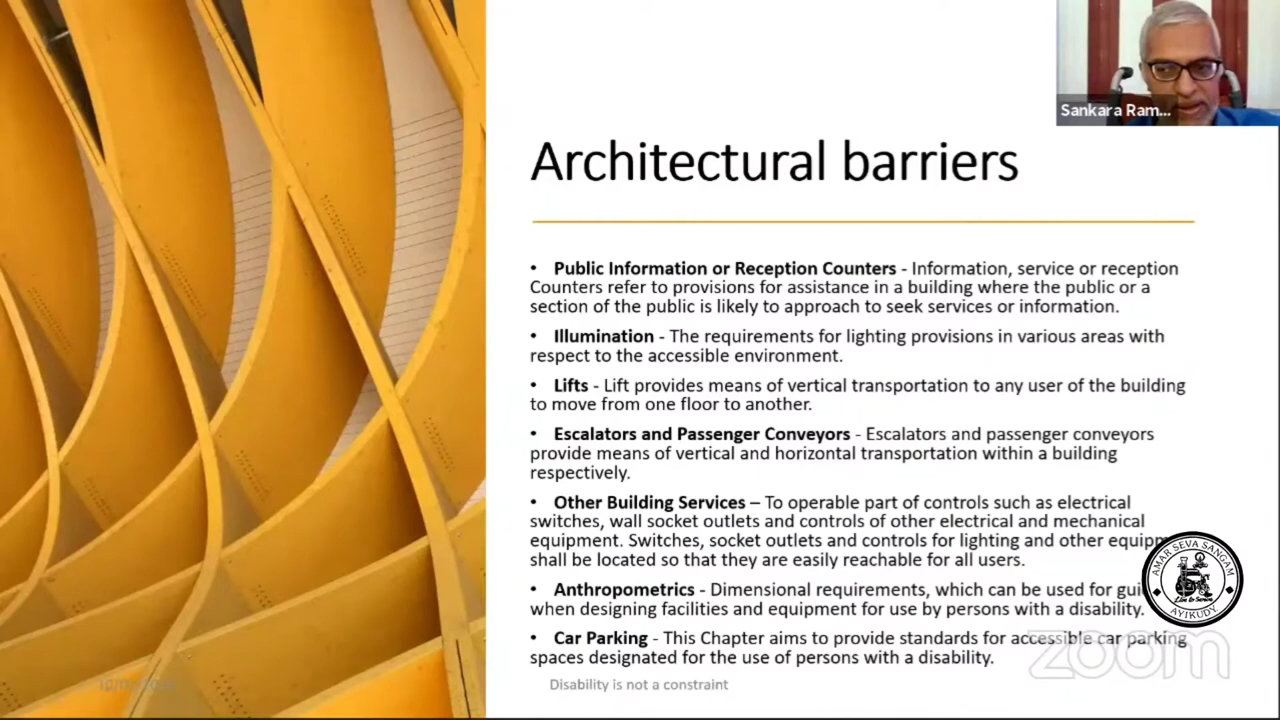 Sankara Ram...
Architectural barriers
• Public Information or Reception Counters - Information, service or reception
Counters refer to provisions for assistance in a building where the public or a
section of the public is likely to approach to seek services or information.
• Illumination - The requirements for lighting provisions in various areas with
respect to the accessible environment.
• Lifts - Lift provides means of vertical transportation to any user of the building
to move from one floor to another.
• Escalators and Passenger Conveyors - Escalators and passenger conveyors
provide means of vertical and horizontal transportation within a building
respectively.
• Other Building Services – To operable part of controls such as electrical
switches, wall socket outlets and controls of other electrical and mechanical
equipment. Switches, socket outlets and controls for lighting and other equipm
shall be located so that they are easily reachable for all users.
• Anthropometrics - Dimensional requirements, which can be used for gui
when designing facilities and equipment for use by persons with a disability.
• Car Parking - This Chapter aims to provide standards for accessible car parking
spaces designated for the use of persons with a disability.
Disability is not a constraint
AMAR SEVA SANGAM
AYIKUDY
zoom